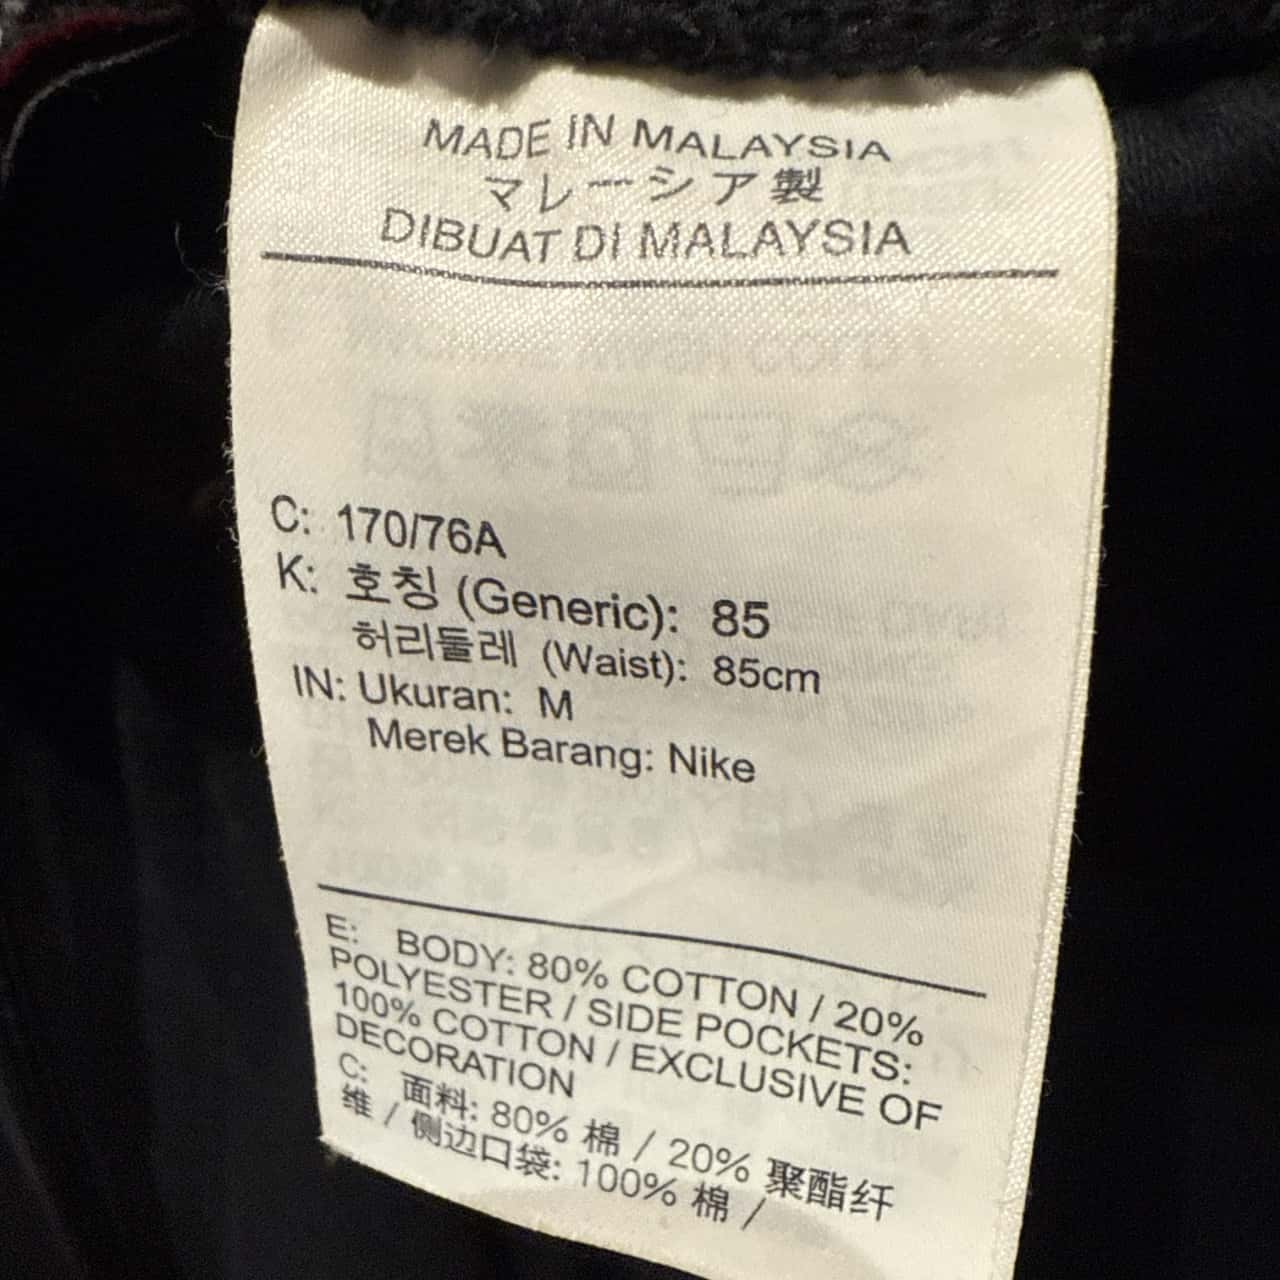 MADE IN MALAYSIA
マレーシア製
DIBUAT DI MALAYSIA
C: 170/76A
K: 호칭 (Generic): 85
허리둘레 (Waist): 85cm
IN: Ukuran: M
Merek Barang: Nike
E: BODY: 80% COTTON / 20%
POLYESTER / SIDE POCKETS:
100% COTTON / EXCLUSIVE OF
DECORATION
C: 面料: 80% 棉 / 20% 聚酯纤
维 / 侧边口袋: 100% 棉 /